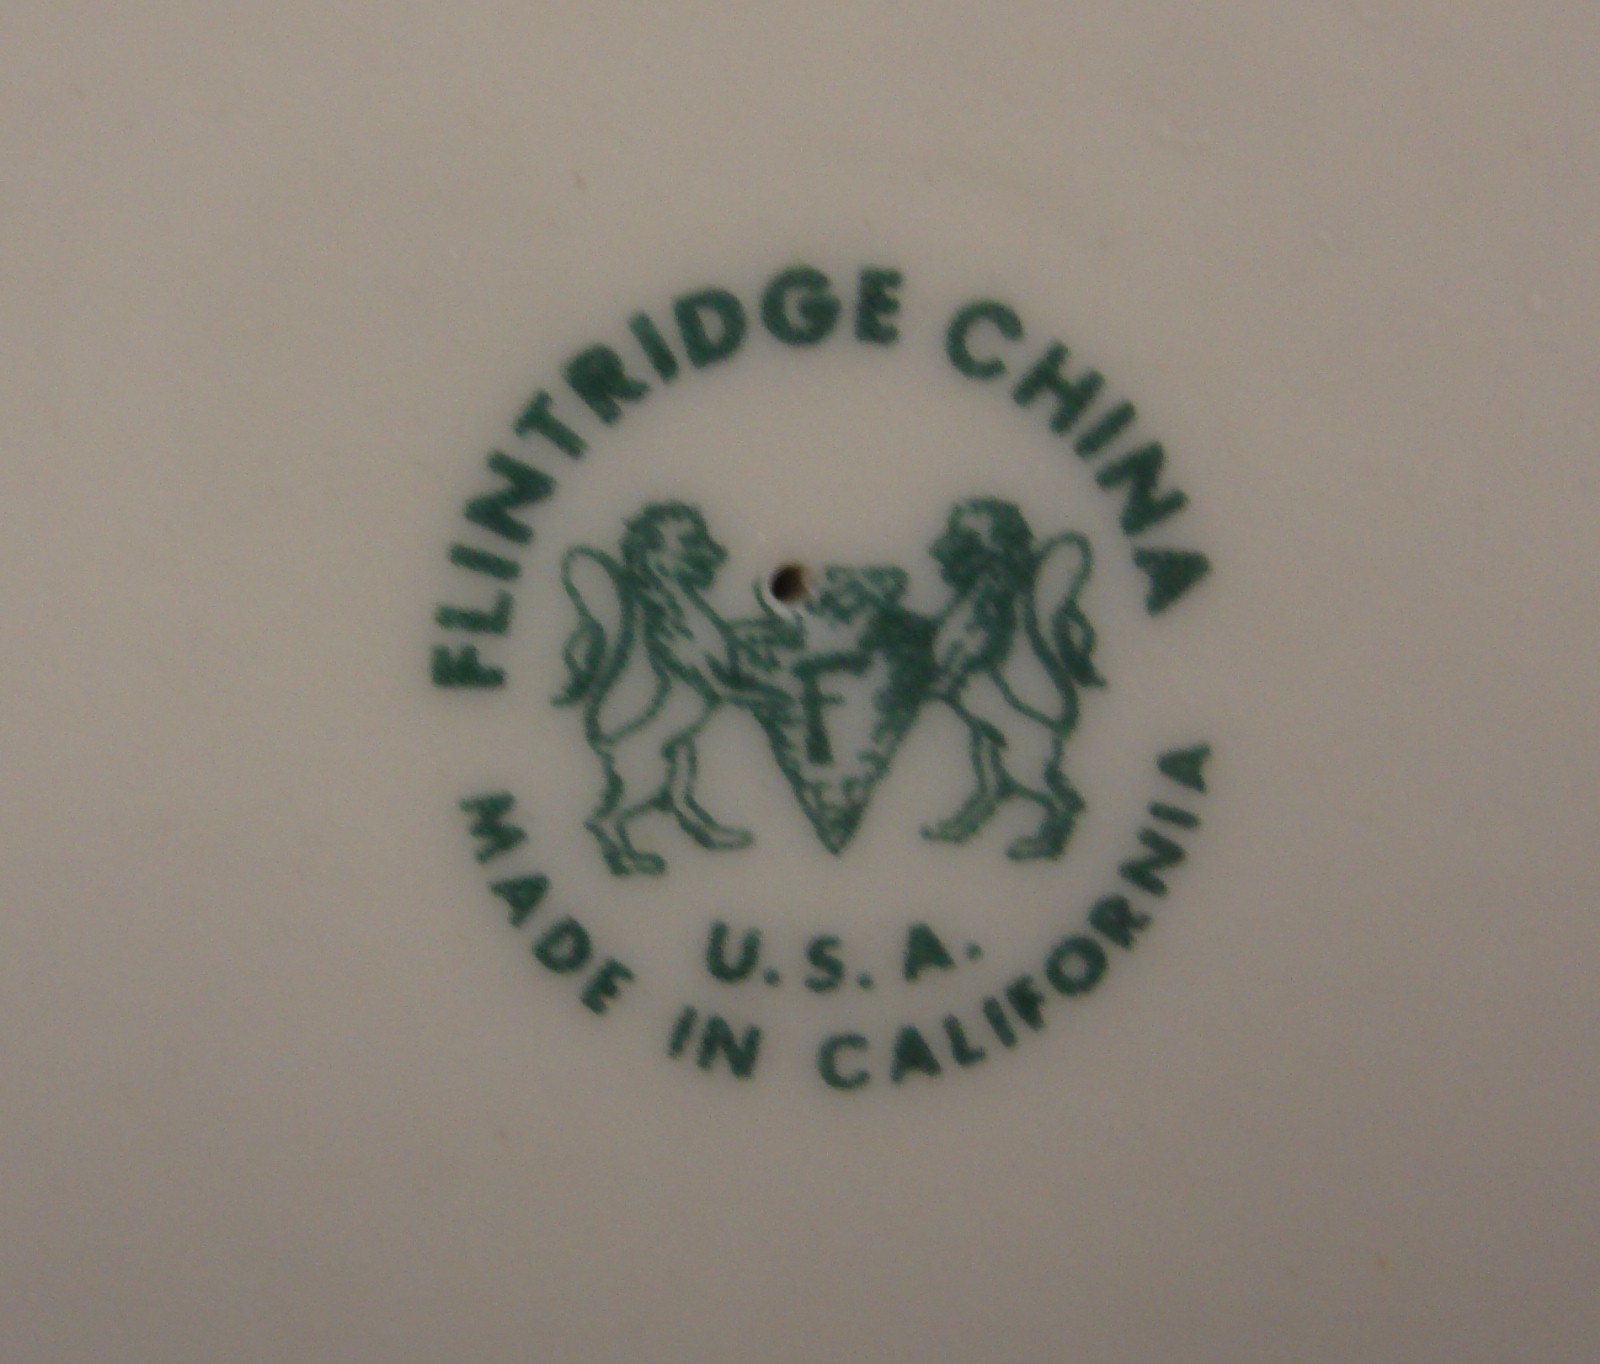 FLINTRIDGE CHINA
F
U.S.A.
MADE IN CALIFORNIA